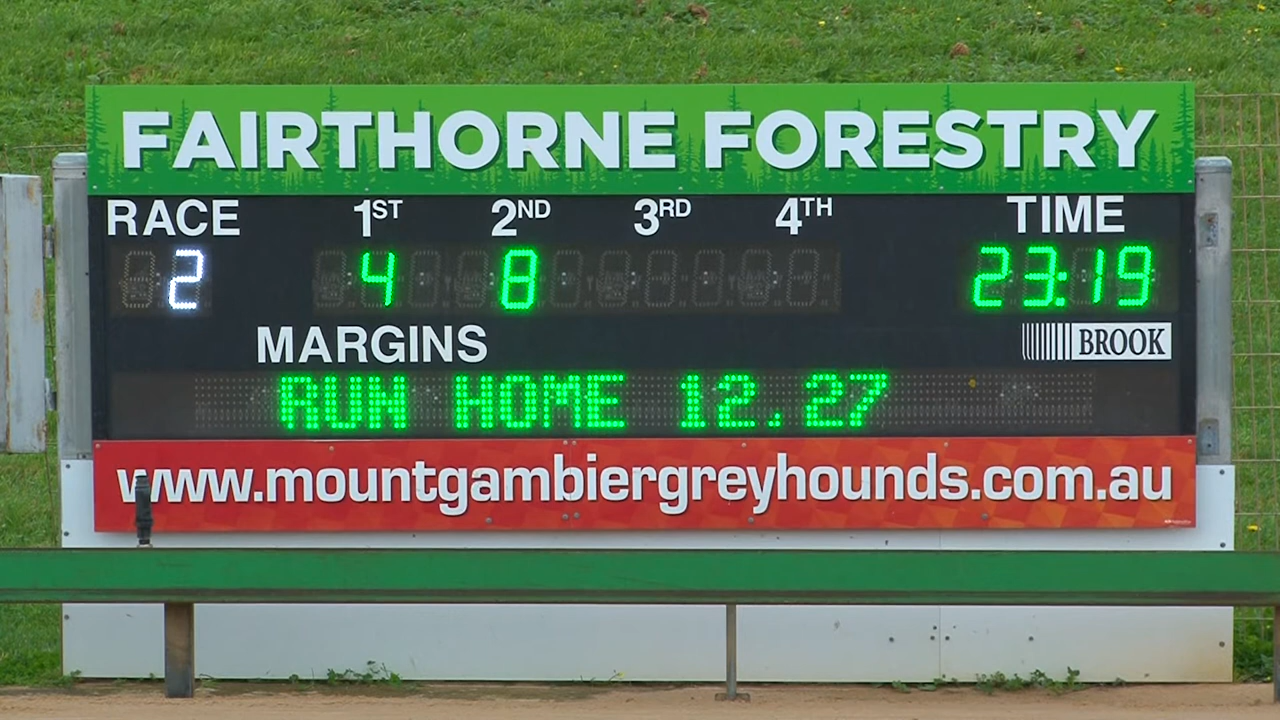 FAIRTHORNE FORESTRY
RACE 1ST 2ND 3RD 4TH TIME
2 4 8 23:19
MARGINS BROOK
RUN HOME 12.27
www.mountgambiergreyhounds.com.au